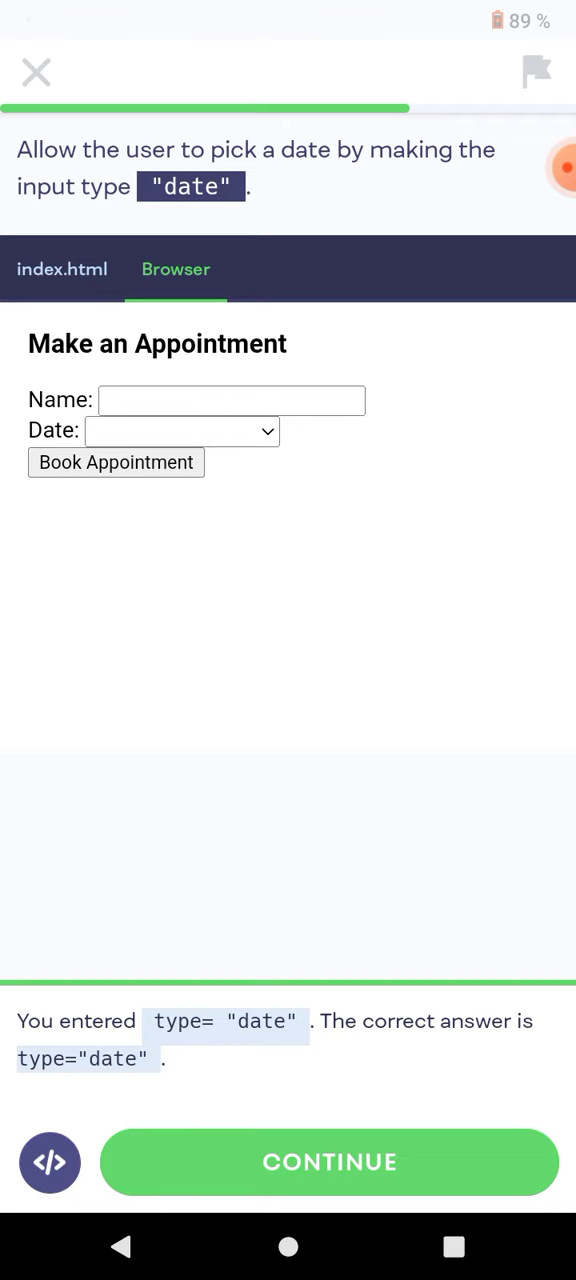 89 %
Allow the user to pick a date by making the
input type "date".
index.html Browser
Make an Appointment
Name:
Date:
Book Appointment
You entered type= "date" . The correct answer is
type="date" .
</> CONTINUE